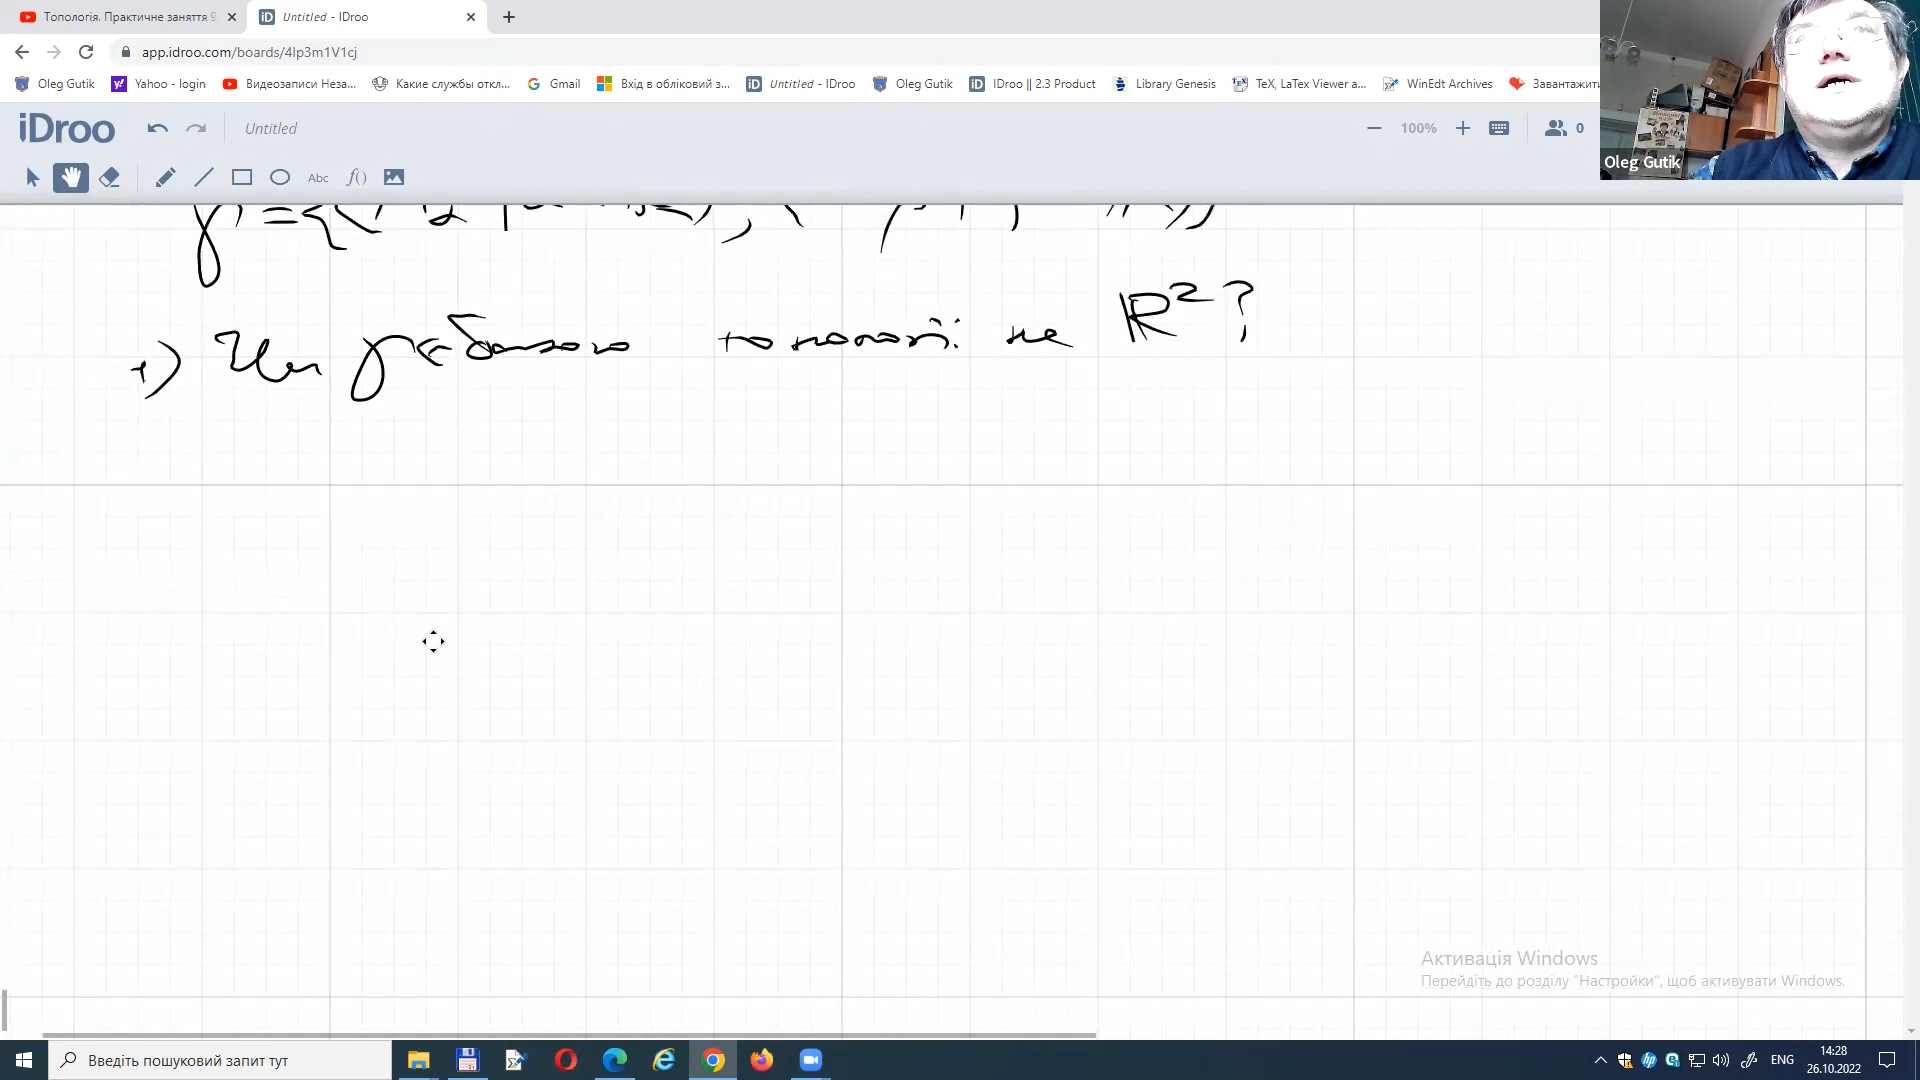 Топологія. Практичне заняття 9
Untitled - IDroo
app.idroo.com/boards/4lp3m1V1cj
Oleg Gutik
Yahoo - login
Видеозаписи Неза...
Какие службы откл...
Gmail
Вхід в обліковий з...
Untitled - IDroo
Oleg Gutik
IDroo || 2.3 Product
Library Genesis
TeX, LaTex Viewer a...
WinEdt Archives
Завантажити
iDroo
Untitled
100%
0
Oleg Gutik
Abc
f()
1) Чи γ є базою топології на ℝ²?
Активація Windows
Перейдіть до розділу "Настройки", щоб активувати Windows.
Введіть пошуковий запит тут
ENG
14:28
26.10.2022